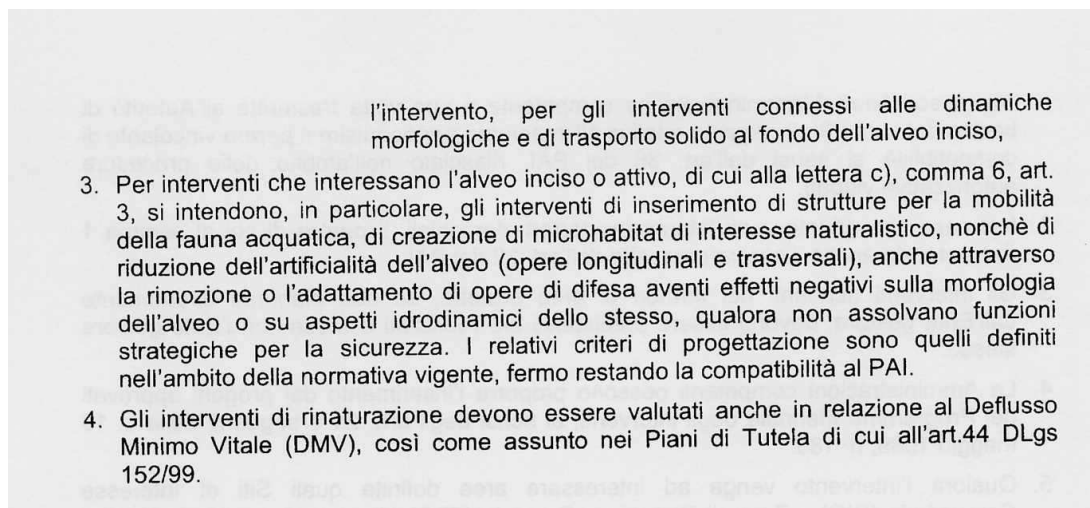 l'intervento, per gli interventi connessi alle dinamiche
morfologiche e di trasporto solido al fondo dell'alveo inciso,
3. Per interventi che interessano l'alveo inciso o attivo, di cui alla lettera c), comma 6, art.
3, si intendono, in particolare, gli interventi di inserimento di strutture per la mobilità
della fauna acquatica, di creazione di microhabitat di interesse naturalistico, nonchè di
riduzione dell'artificialità dell'alveo (opere longitudinali e trasversali), anche attraverso
la rimozione o l'adattamento di opere di difesa aventi effetti negativi sulla morfologia
dell'alveo o su aspetti idrodinamici dello stesso, qualora non assolvano funzioni
strategiche per la sicurezza. I relativi criteri di progettazione sono quelli definiti
nell'ambito della normativa vigente, fermo restando la compatibilità al PAI.
4. Gli interventi di rinaturazione devono essere valutati anche in relazione al Deflusso
Minimo Vitale (DMV), così come assunto nei Piani di Tutela di cui all'art.44 DLgs
152/99.